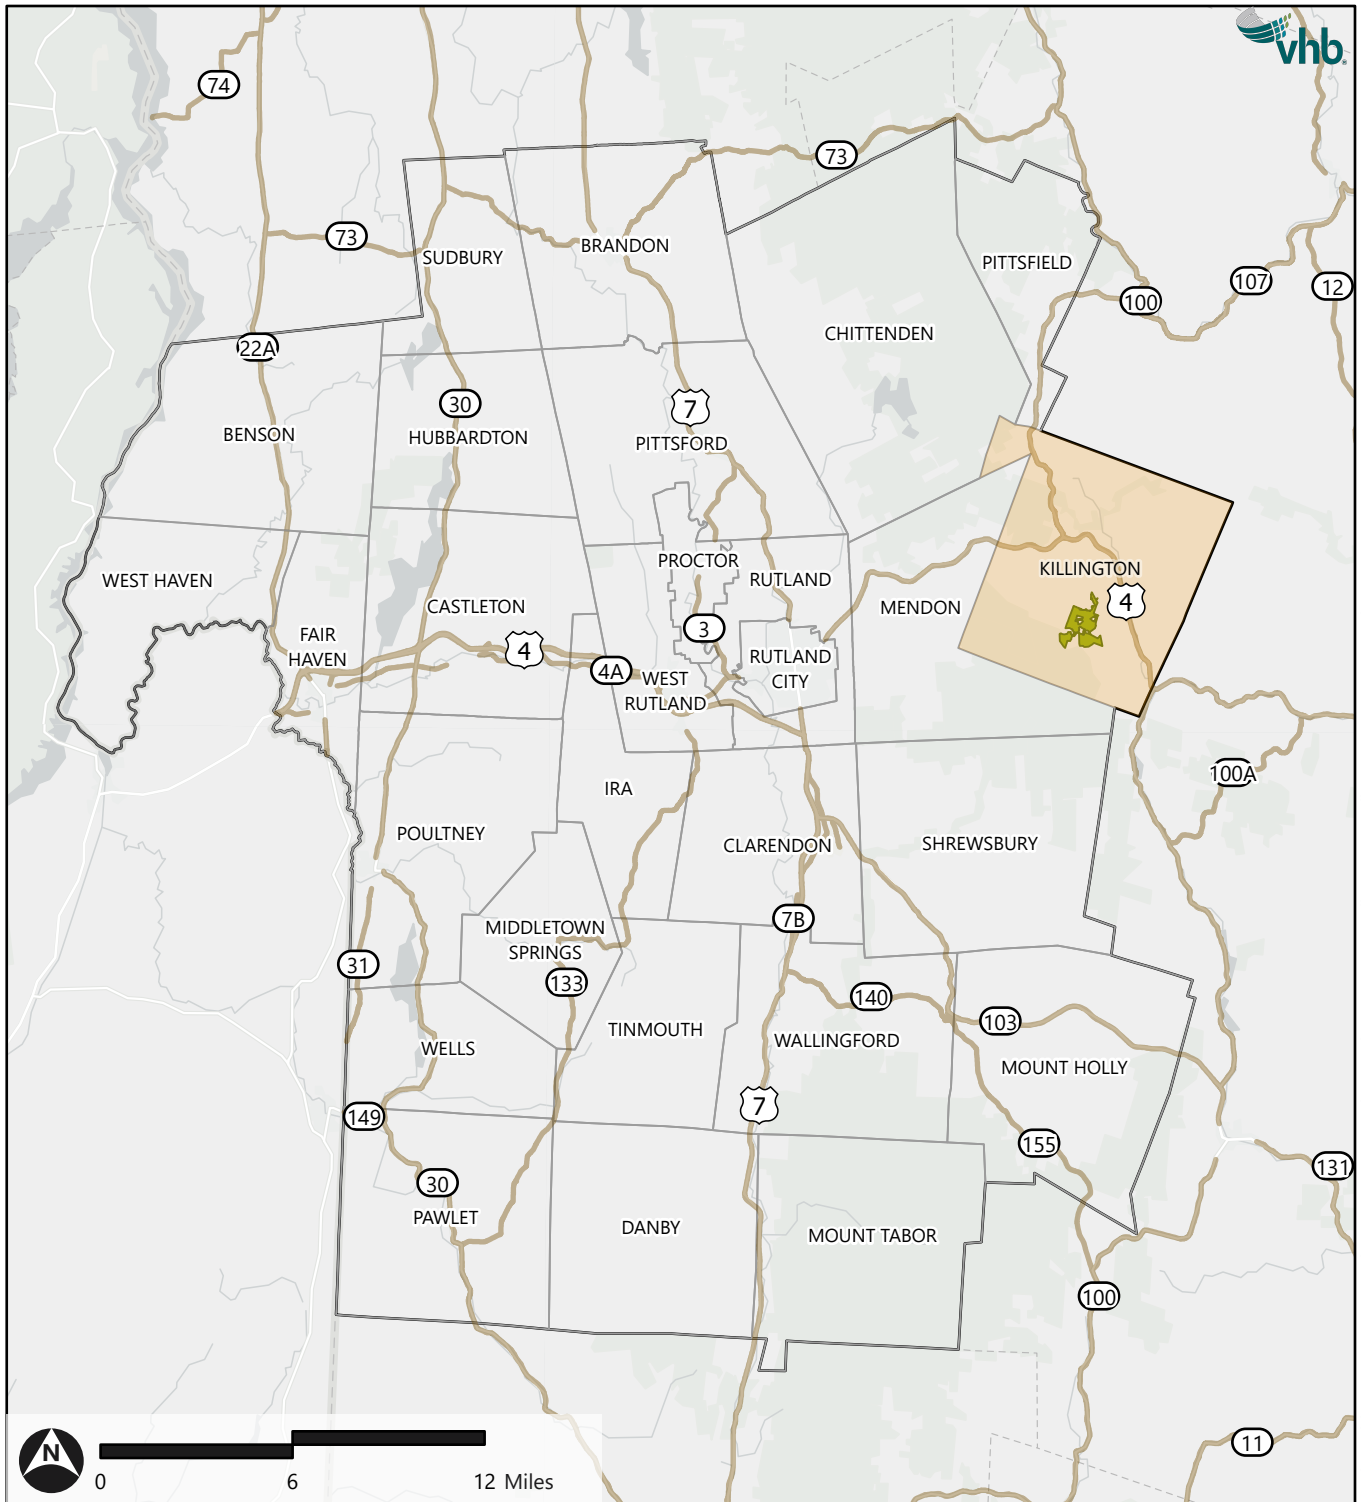 vhb
74
73
73
SUDBURY
BRANDON
PITTSFIELD
107
12
100
CHITTENDEN
22A
30
7
BENSON
HUBBARDTON
PITTSFORD
PROCTOR
KILLINGTON
WEST HAVEN
RUTLAND
4
CASTLETON
MENDON
FAIR
HAVEN
3
4
4A
RUTLAND
CITY
WEST
RUTLAND
100A
IRA
POULTNEY
CLARENDON
SHREWSBURY
7B
MIDDLETOWN
SPRINGS
31
133
140
103
TINMOUTH
WALLINGFORD
WELLS
MOUNT HOLLY
7
149
155
131
30
PAWLET
DANBY
MOUNT TABOR
100
11
N
0 6 12 Miles